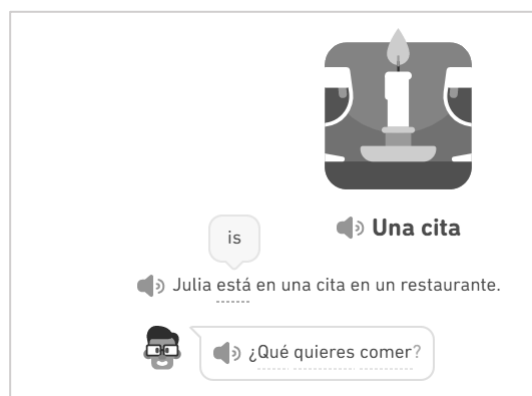 Una cita
is
Julia está en una cita en un restaurante.
¿Qué quieres comer?